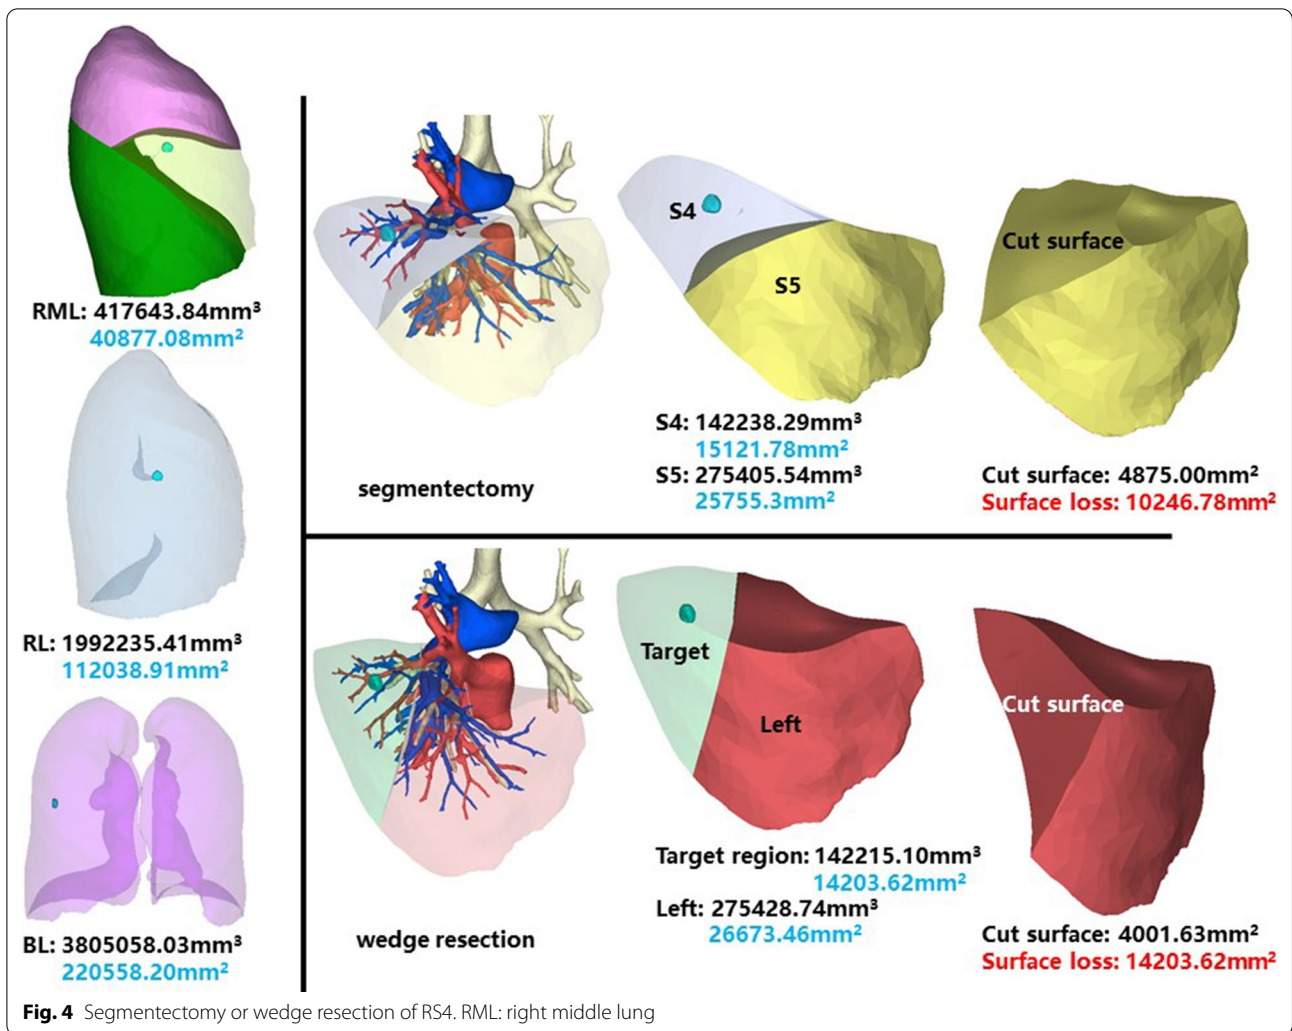 RML: 417643.84mm³
40877.08mm²
RL: 1992235.41mm³
112038.91mm²
BL: 3805058.03mm³
220558.20mm²
segmentectomy
S4
S5
S4: 142238.29mm³
15121.78mm²
S5: 275405.54mm³
25755.3mm²
Cut surface
Cut surface: 4875.00mm²
Surface loss: 10246.78mm²
wedge resection
Target
Left
Target region: 142215.10mm³
14203.62mm²
Left: 275428.74mm³
26673.46mm²
Cut surface
Cut surface: 4001.63mm²
Surface loss: 14203.62mm²
Fig. 4 Segmentectomy or wedge resection of RS4. RML: right middle lung